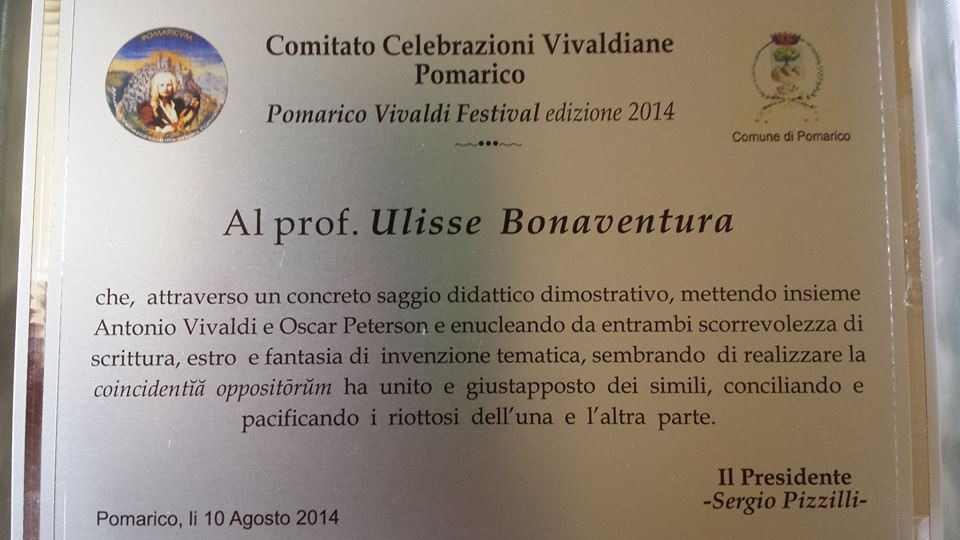 POMARICVM
Comitato Celebrazioni Vivaldiane
Pomarico
Pomarico Vivaldi Festival edizione 2014
Comune di Pomarico
Al prof. Ulisse Bonaventura
che, attraverso un concreto saggio didattico dimostrativo, mettendo insieme
Antonio Vivaldi e Oscar Peterson e enucleando da entrambi scorrevolezza di
scrittura, estro e fantasia di invenzione tematica, sembrando di realizzare la
coincidentĭă oppositōrŭm ha unito e giustapposto dei simili, conciliando e
pacificando i riottosi dell'una e l'altra parte.
Il Presidente
-Sergio Pizzilli-
Pomarico, li 10 Agosto 2014